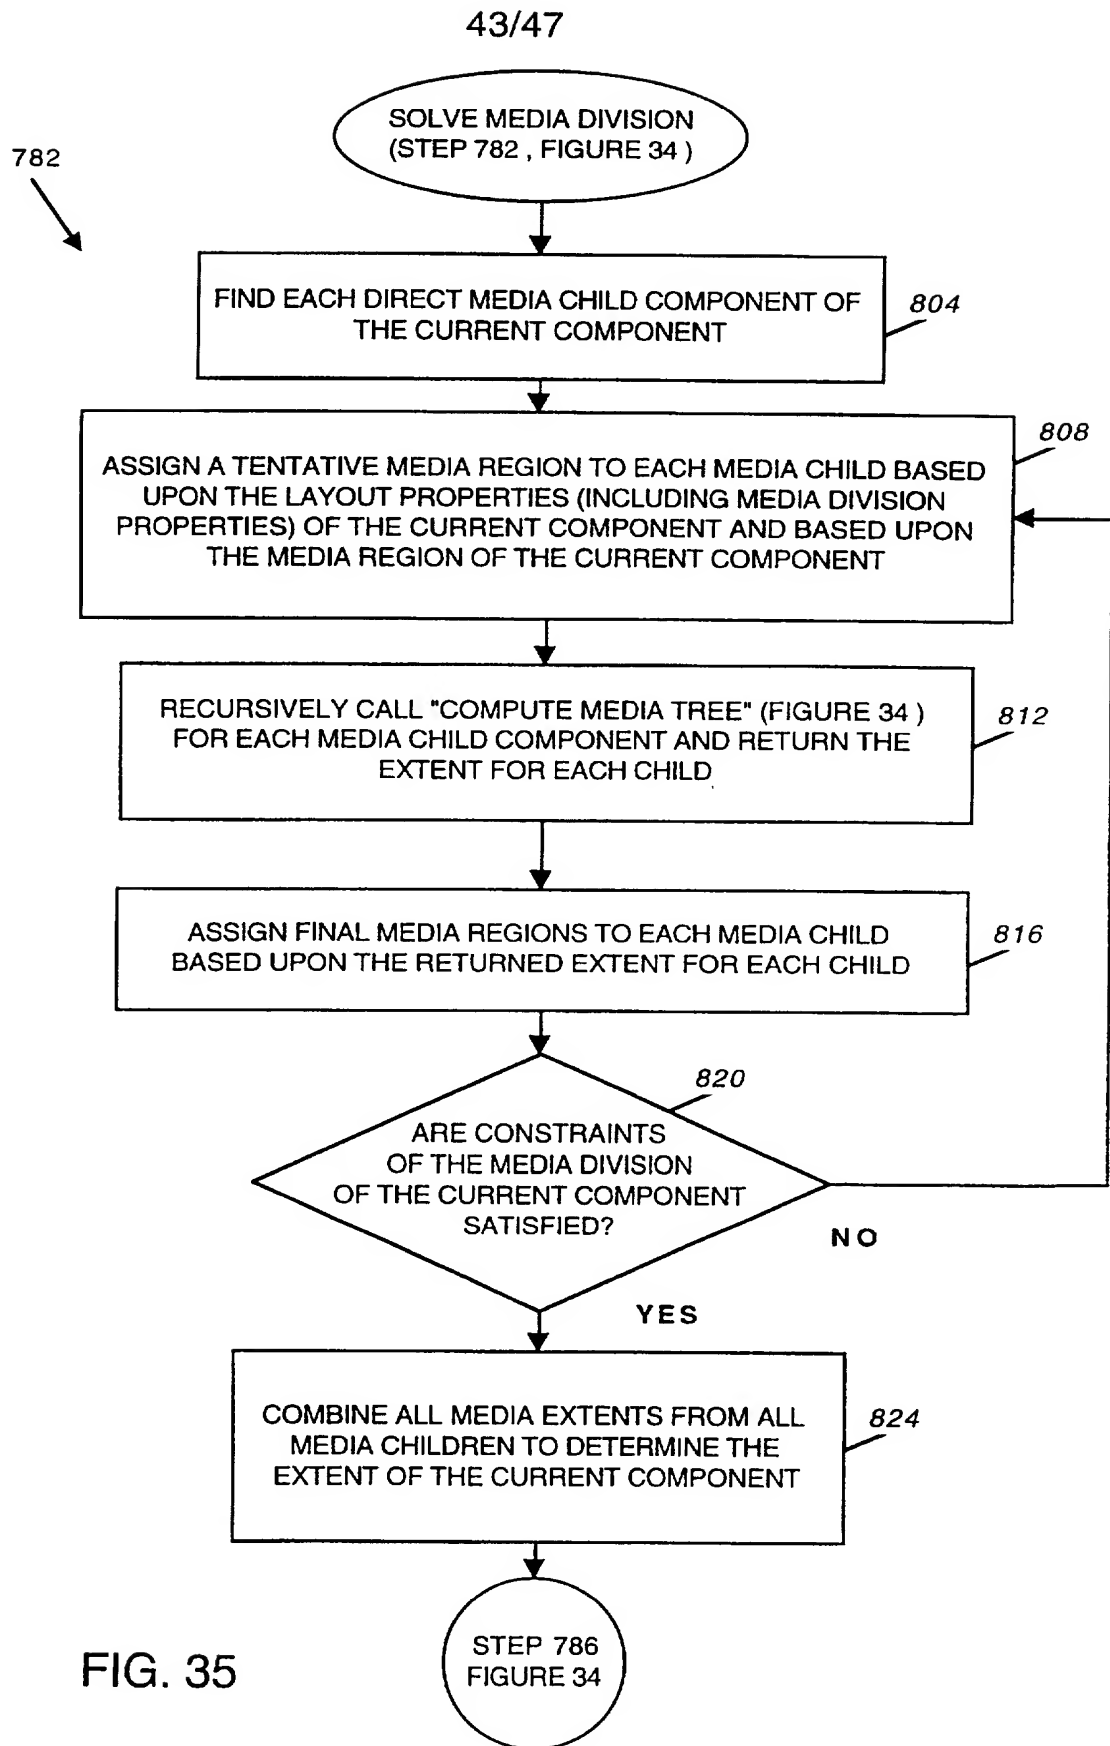 43/47
SOLVE MEDIA DIVISION
(STEP 782 , FIGURE 34 )
782
FIND EACH DIRECT MEDIA CHILD COMPONENT OF
THE CURRENT COMPONENT
804
808
ASSIGN A TENTATIVE MEDIA REGION TO EACH MEDIA CHILD BASED
UPON THE LAYOUT PROPERTIES (INCLUDING MEDIA DIVISION
PROPERTIES) OF THE CURRENT COMPONENT AND BASED UPON
THE MEDIA REGION OF THE CURRENT COMPONENT
RECURSIVELY CALL "COMPUTE MEDIA TREE" (FIGURE 34 )
FOR EACH MEDIA CHILD COMPONENT AND RETURN THE
EXTENT FOR EACH CHILD
812
ASSIGN FINAL MEDIA REGIONS TO EACH MEDIA CHILD
BASED UPON THE RETURNED EXTENT FOR EACH CHILD
816
820
ARE CONSTRAINTS
OF THE MEDIA DIVISION
OF THE CURRENT COMPONENT
SATISFIED?
NO
YES
COMBINE ALL MEDIA EXTENTS FROM ALL
MEDIA CHILDREN TO DETERMINE THE
EXTENT OF THE CURRENT COMPONENT
824
STEP 786
FIGURE 34
FIG. 35